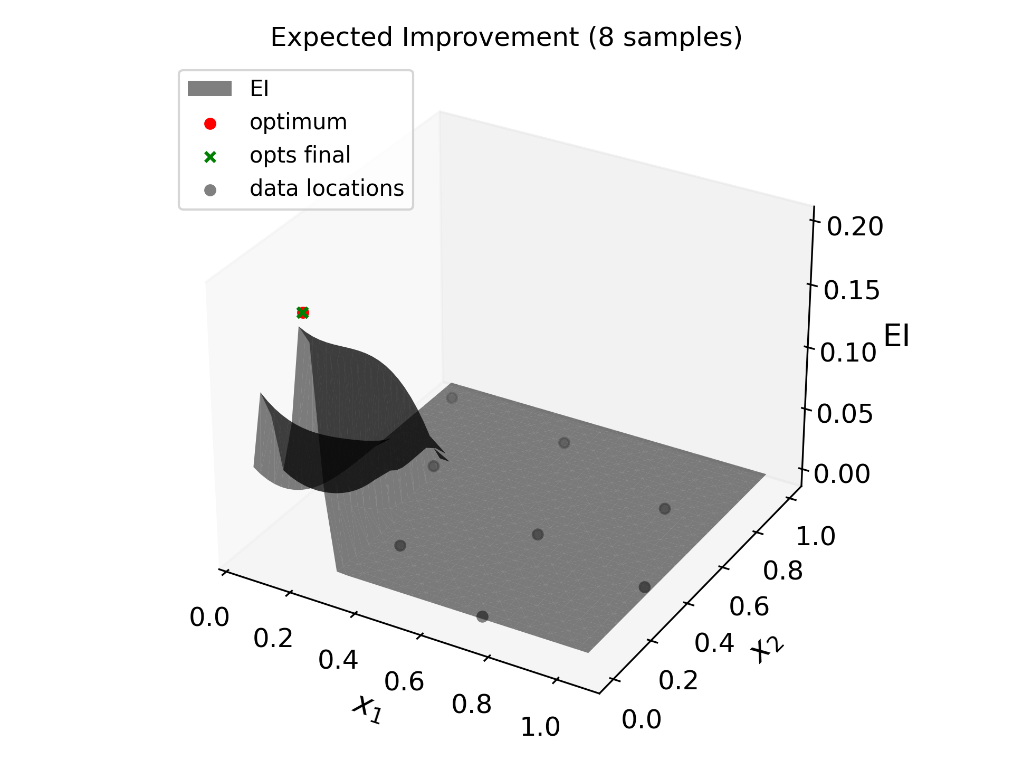 Expected Improvement (8 samples)
EI
optimum
opts final
data locations
0.20
0.15
0.10
0.05
0.00
EI
0.0
0.2
0.4
0.6
0.8
1.0
x₁
0.0
0.2
0.4
0.6
0.8
1.0
x₂